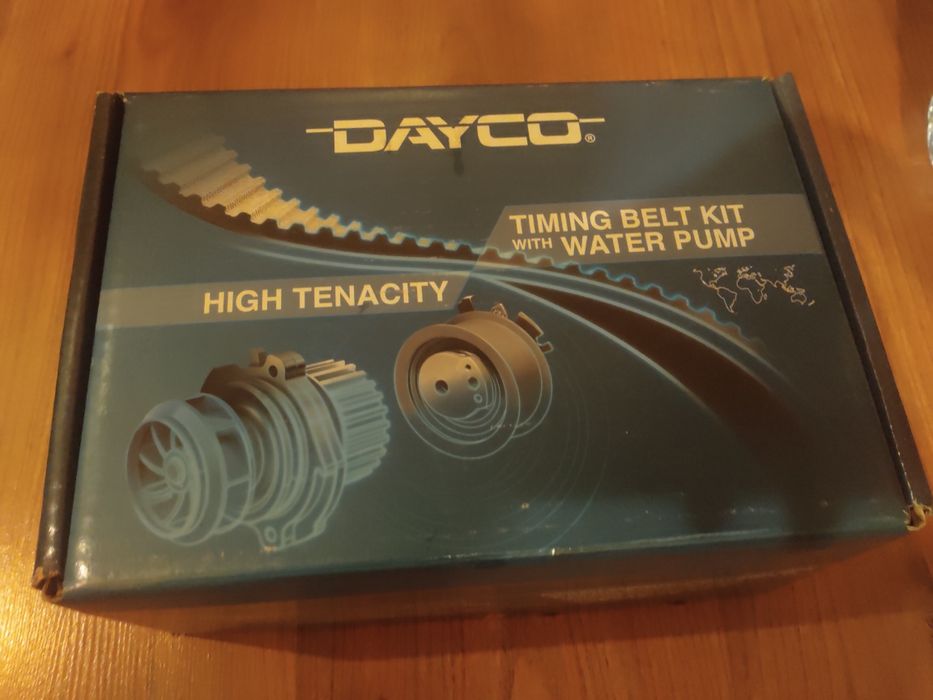 DAYCO®
TIMING BELT KIT
WITH WATER PUMP
HIGH TENACITY